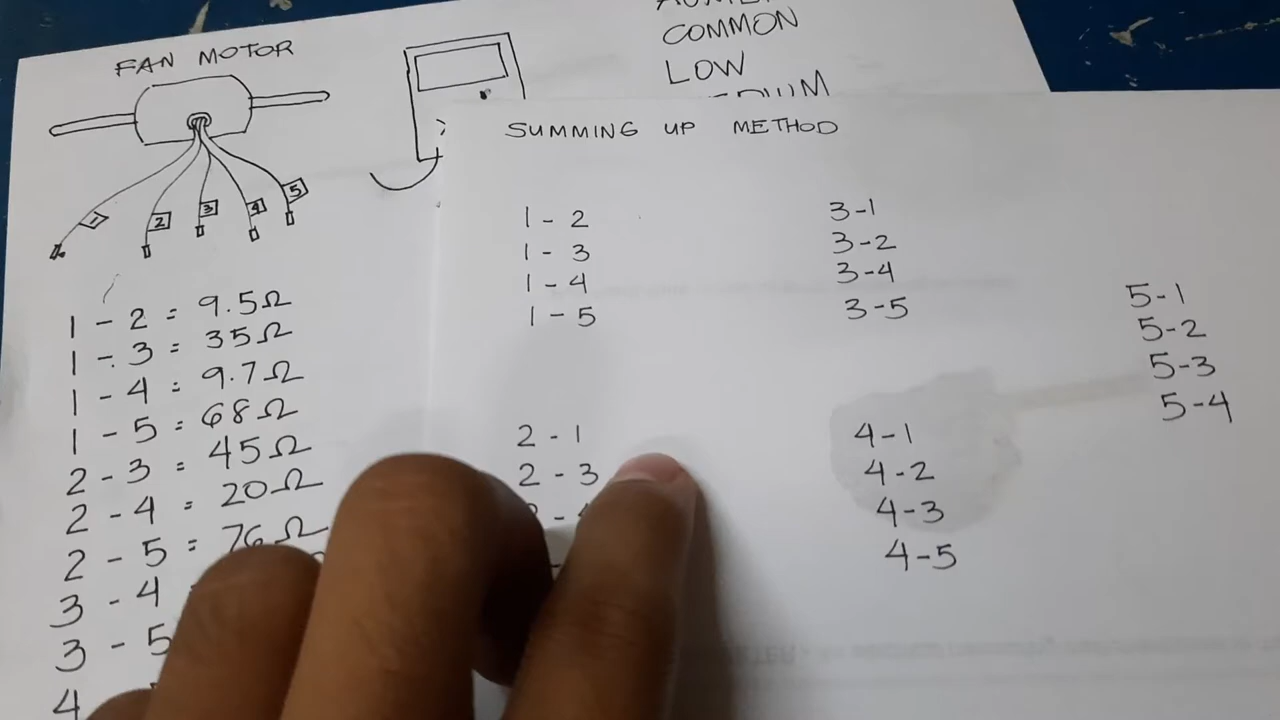 FAN MOTOR
COMMON
LOW
1
2
3
4
5
1 - 2 = 9.5Ω
1 - 3 = 35Ω
1 - 4 = 9.7Ω
1 - 5 = 68Ω
2 - 3 = 45Ω
2 - 4 = 20Ω
2 - 5 = 76Ω
3 - 4
3 - 5
4
SUMMING UP METHOD
1 - 2
1 - 3
1 - 4
1 - 5
2 - 1
2 - 3
3-1
3-2
3-4
3-5
4-1
4-2
4-3
4-5
5-1
5-2
5-3
5-4